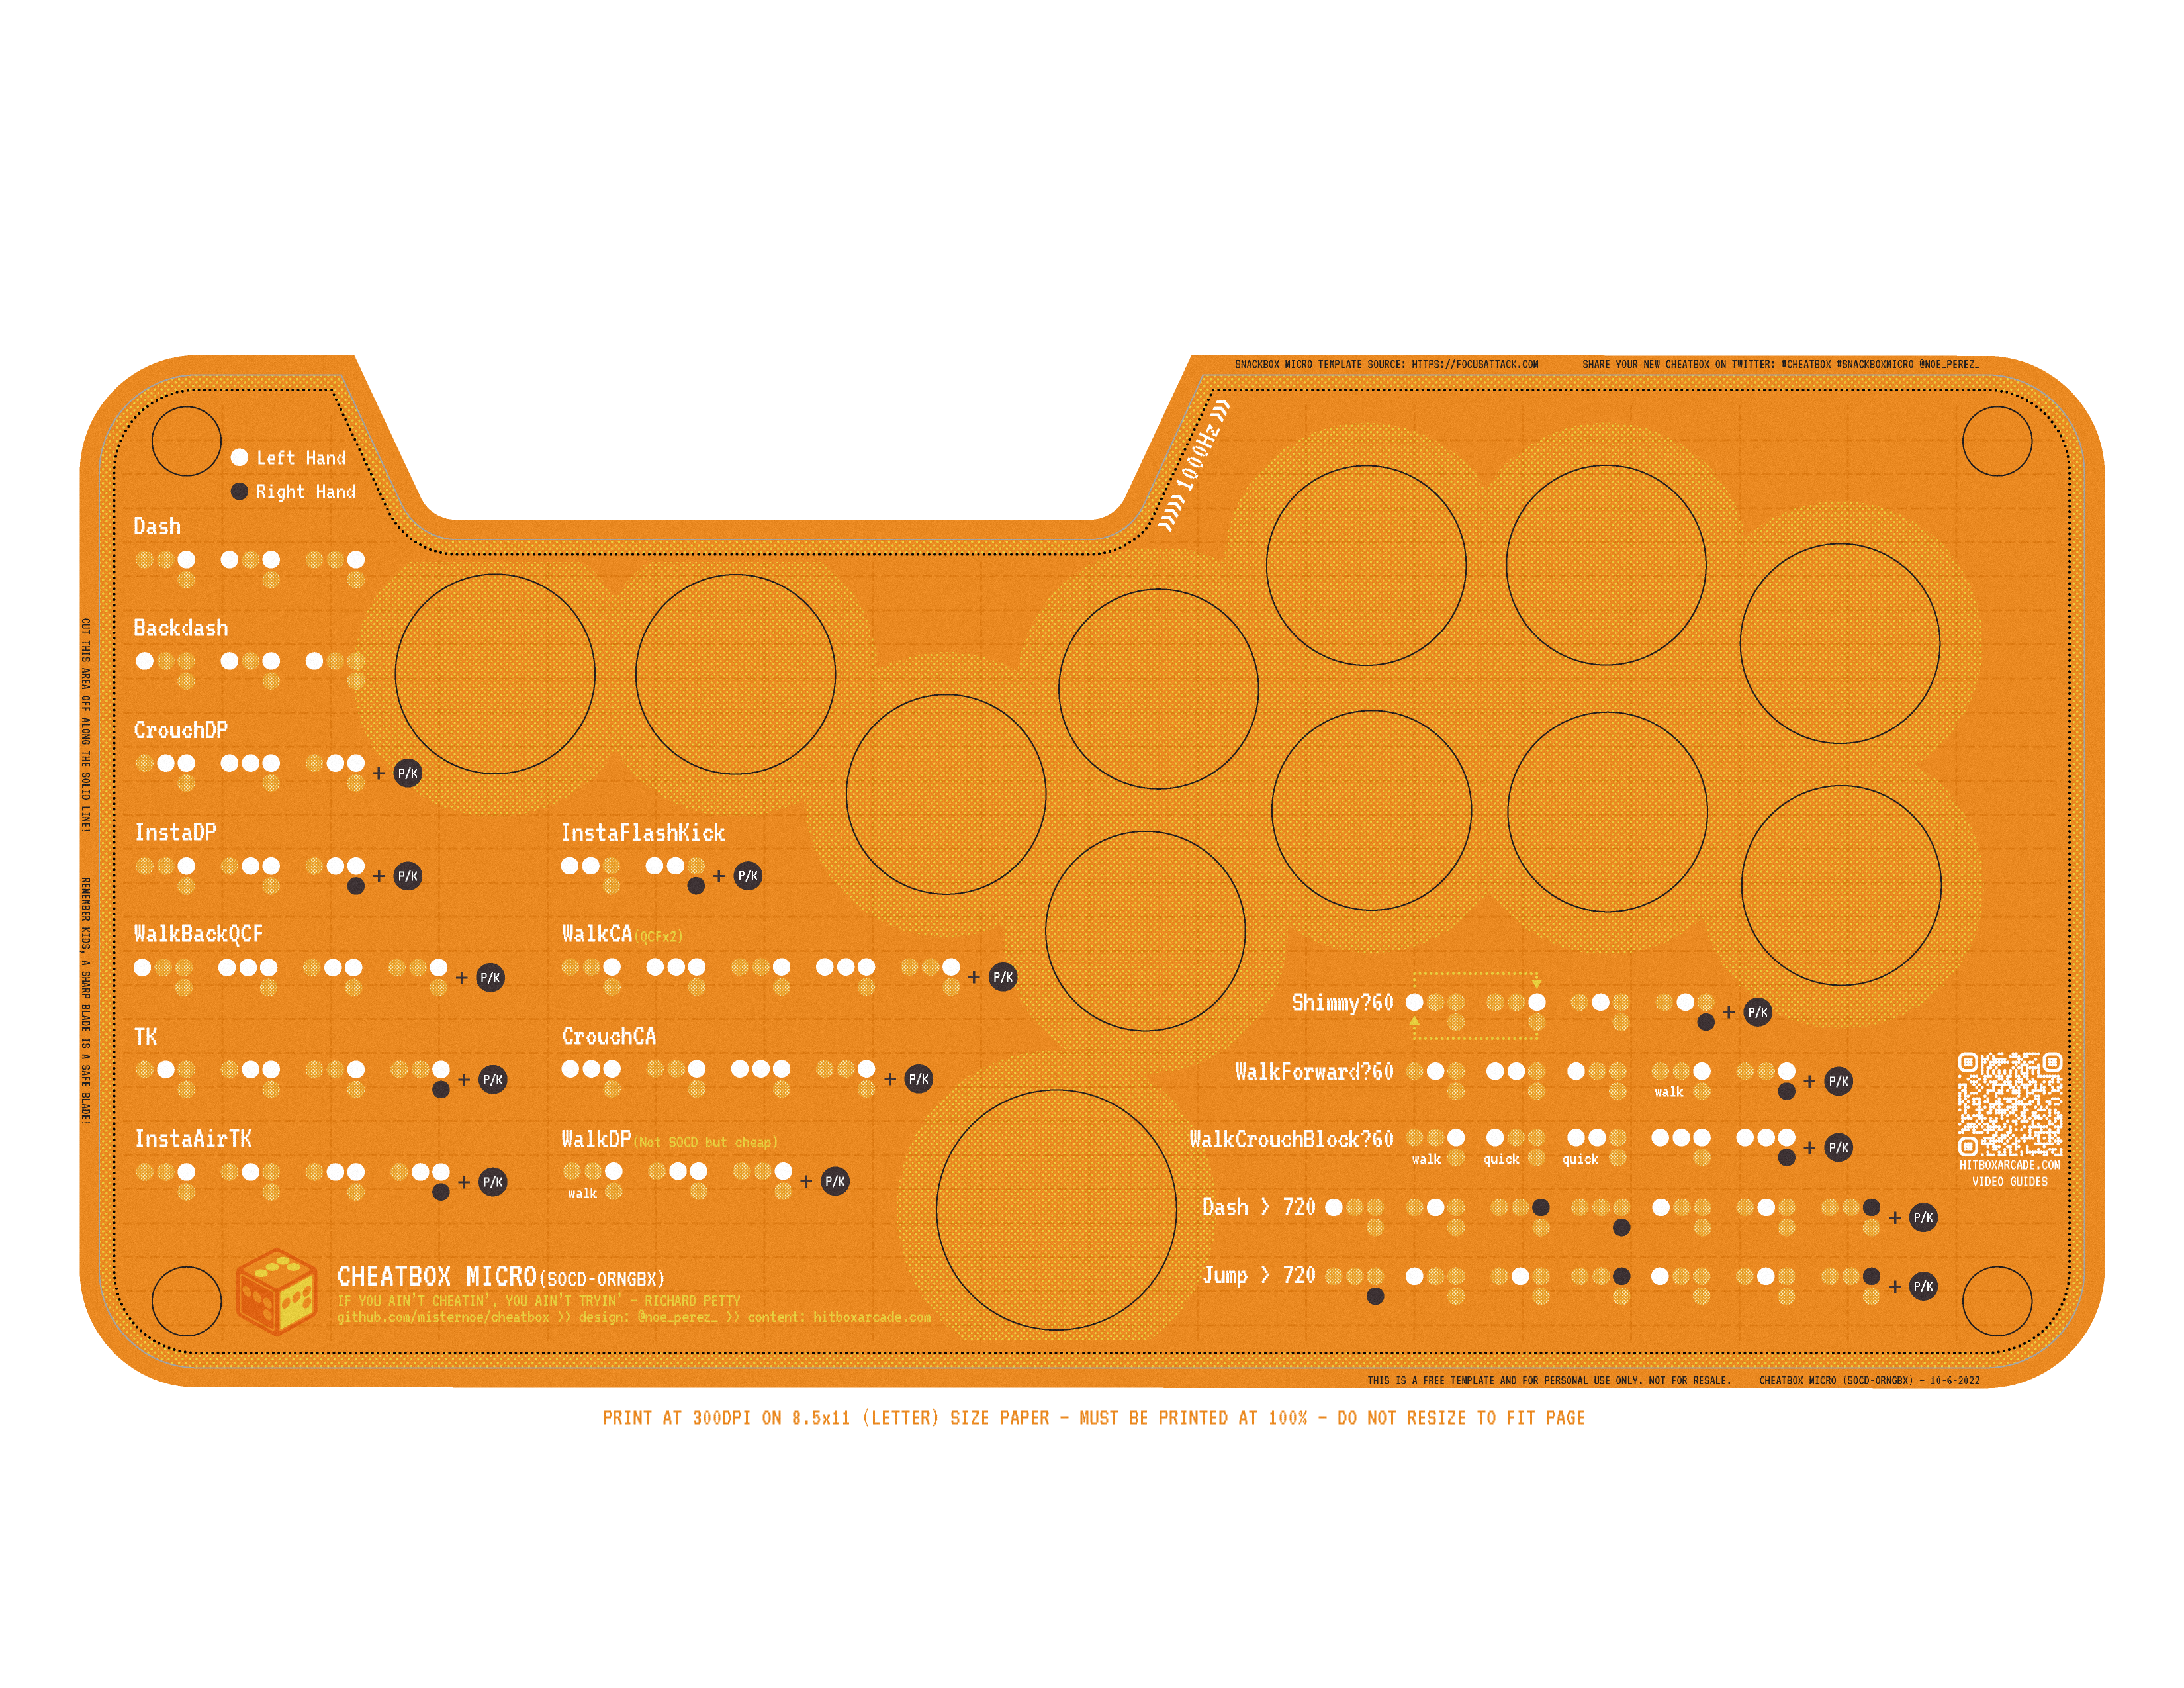 SNACKBOX MICRO TEMPLATE SOURCE: HTTPS://FOCUSATTACK.COM
SHARE YOUR NEW CHEATBOX ON TWITTER: #CHEATBOX #SNACKBOXMICRO @NOE_PEREZ_
››››› 1000Hz ›››
Left Hand
Right Hand
Dash
Backdash
CrouchDP
+ P/K
InstaDP
+ P/K
InstaFlashKick
+ P/K
WalkBackQCF
+ P/K
WalkCA(QCFx2)
+ P/K
TK
+ P/K
CrouchCA
+ P/K
InstaAirTK
+ P/K
WalkDP(Not SOCD but cheap)
walk
+ P/K
Shimmy?60
+ P/K
WalkForward?60
walk
+ P/K
WalkCrouchBlock?60
walk quick quick
+ P/K
Dash > 720
+ P/K
Jump > 720
+ P/K
HITBOXARCADE.COM
VIDEO GUIDES
CUT THIS AREA OFF ALONG THE SOLID LINE!
REMEMBER KIDS, A SHARP BLADE IS A SAFE BLADE!
CHEATBOX MICRO(SOCD-ORNGBX)
IF YOU AIN'T CHEATIN', YOU AIN'T TRYIN' - RICHARD PETTY
github.com/misternoe/cheatbox >> design: @noe_perez_ >> content: hitboxarcade.com
THIS IS A FREE TEMPLATE AND FOR PERSONAL USE ONLY. NOT FOR RESALE.
CHEATBOX MICRO (SOCD-ORNGBX) - 10-6-2022
PRINT AT 300DPI ON 8.5x11 (LETTER) SIZE PAPER - MUST BE PRINTED AT 100% - DO NOT RESIZE TO FIT PAGE